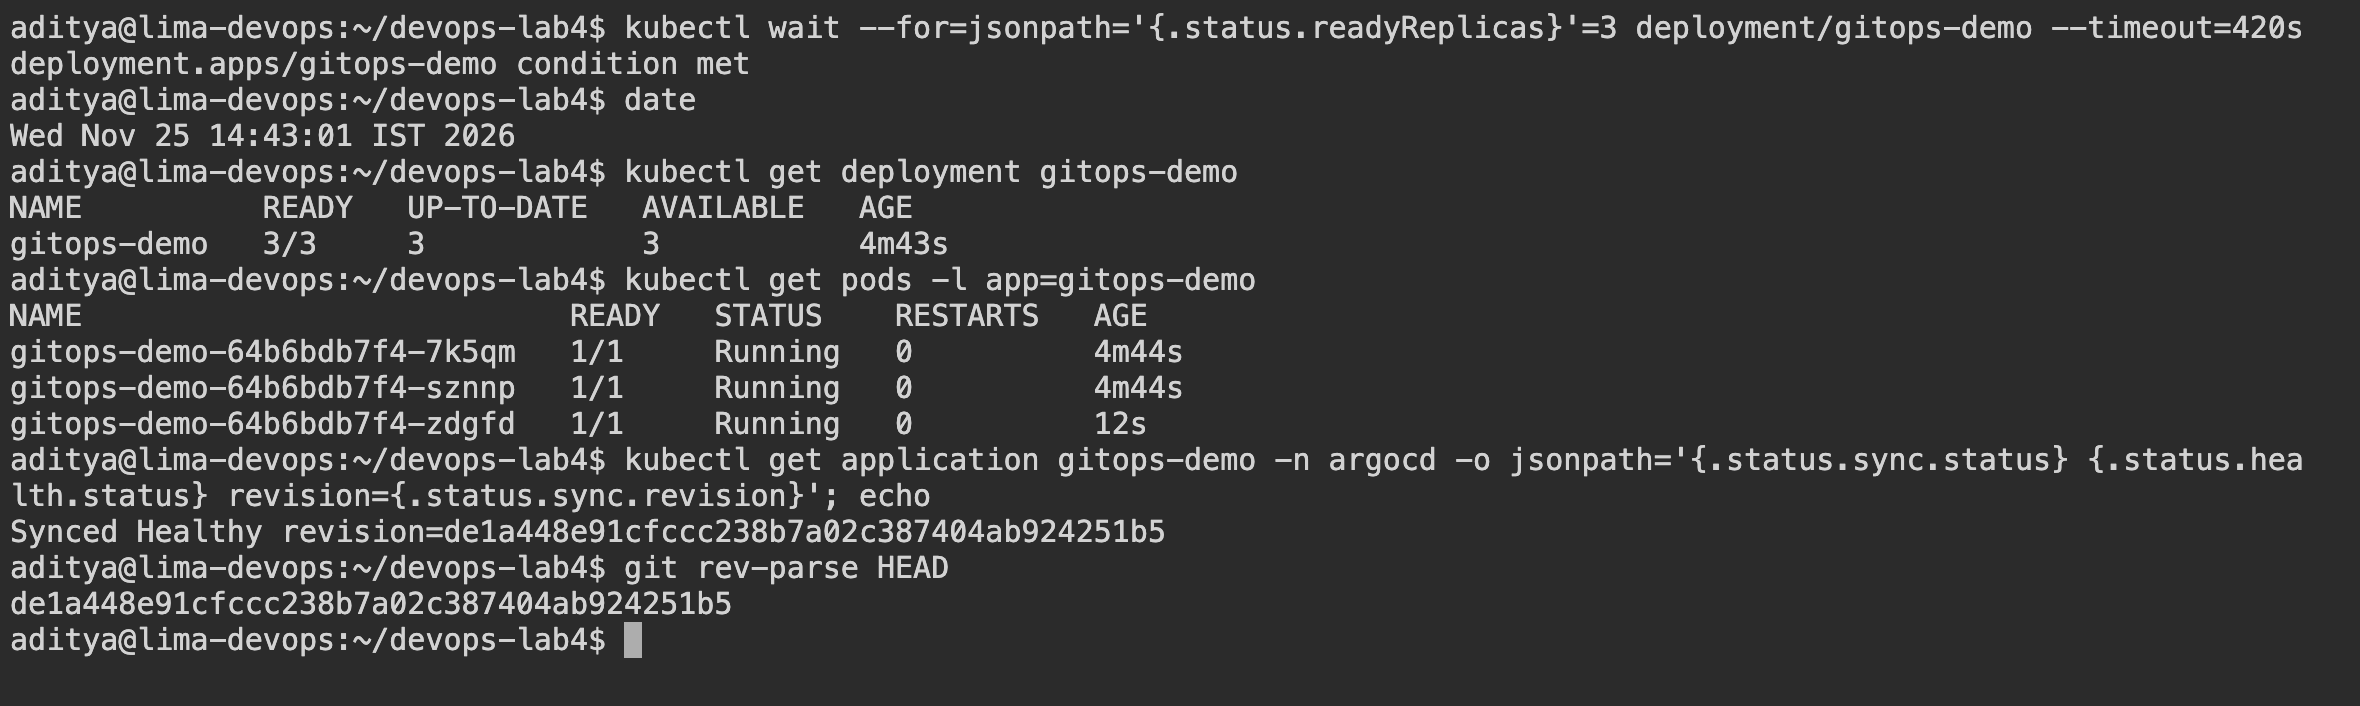 aditya@lima-devops:~/devops-lab4$ kubectl wait --for=jsonpath='{.status.readyReplicas}'=3 deployment/gitops-demo --timeout=420s
deployment.apps/gitops-demo condition met
aditya@lima-devops:~/devops-lab4$ date
Wed Nov 25 14:43:01 IST 2026
aditya@lima-devops:~/devops-lab4$ kubectl get deployment gitops-demo
NAME          READY   UP-TO-DATE   AVAILABLE   AGE
gitops-demo   3/3     3            3           4m43s
aditya@lima-devops:~/devops-lab4$ kubectl get pods -l app=gitops-demo
NAME                           READY   STATUS    RESTARTS   AGE
gitops-demo-64b6bdb7f4-7k5qm   1/1     Running   0          4m44s
gitops-demo-64b6bdb7f4-sznnp   1/1     Running   0          4m44s
gitops-demo-64b6bdb7f4-zdgfd   1/1     Running   0          12s
aditya@lima-devops:~/devops-lab4$ kubectl get application gitops-demo -n argocd -o jsonpath='{.status.sync.status} {.status.hea
lth.status} revision={.status.sync.revision}'; echo
Synced Healthy revision=de1a448e91cfccc238b7a02c387404ab924251b5
aditya@lima-devops:~/devops-lab4$ git rev-parse HEAD
de1a448e91cfccc238b7a02c387404ab924251b5
aditya@lima-devops:~/devops-lab4$